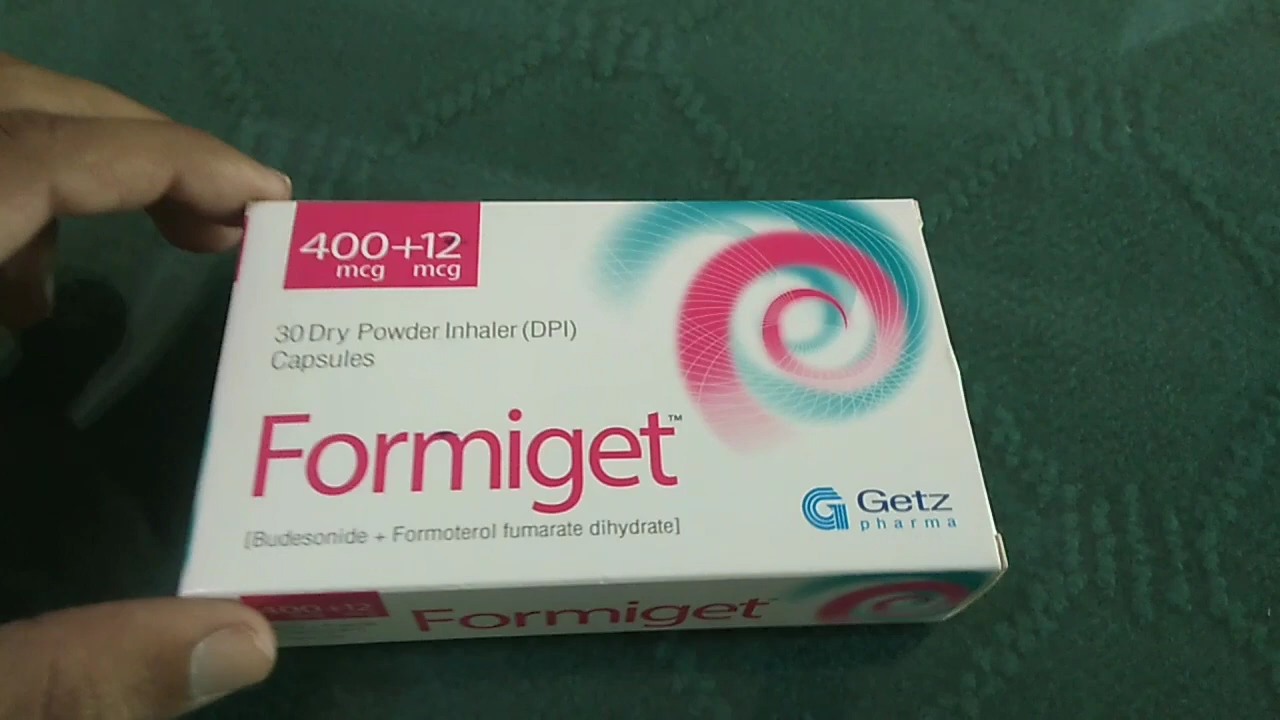 400+12
mcg mcg
30 Dry Powder Inhaler (DPI)
Capsules
Formiget™
[Budesonide + Formoterol fumarate dihydrate]
Getz
pharma
400+12
Formiget™